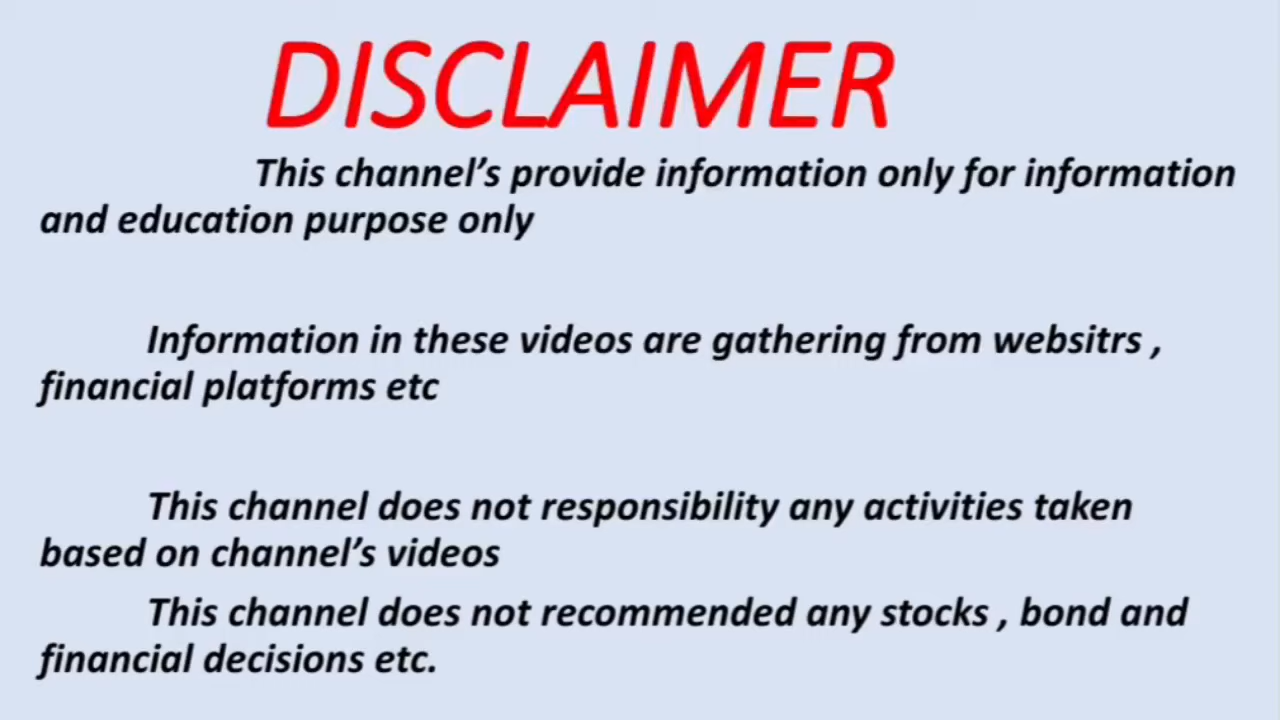 DISCLAIMER
This channel’s provide information only for information
and education purpose only
Information in these videos are gathering from websitrs ,
financial platforms etc
This channel does not responsibility any activities taken
based on channel’s videos
This channel does not recommended any stocks , bond and
financial decisions etc.